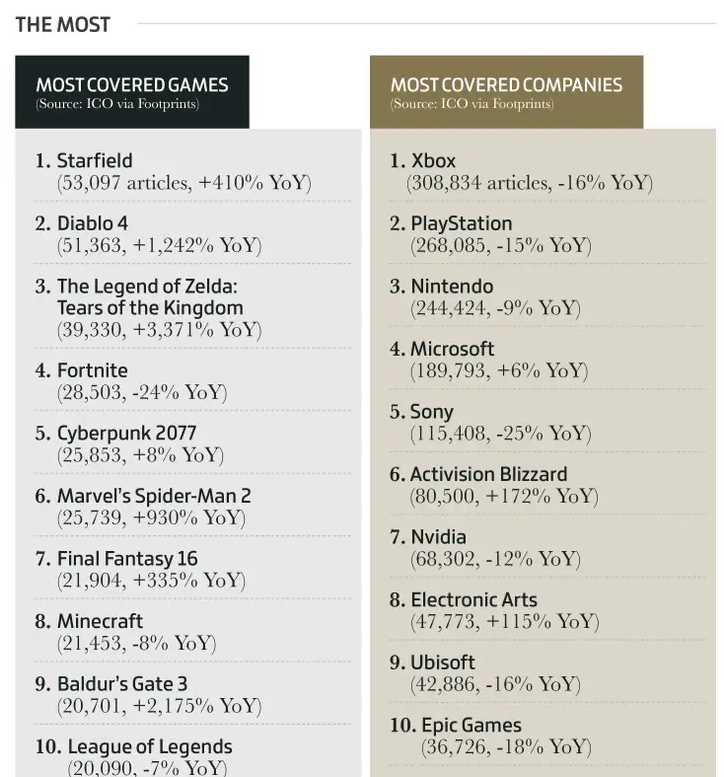 THE MOST
MOST COVERED GAMES
(Source: ICO via Footprints)
1. Starfield
(53,097 articles, +410% YoY)
2. Diablo 4
(51,363, +1,242% YoY)
3. The Legend of Zelda:
Tears of the Kingdom
(39,330, +3,371% YoY)
4. Fortnite
(28,503, -24% YoY)
5. Cyberpunk 2077
(25,853, +8% YoY)
6. Marvel's Spider-Man 2
(25,739, +930% YoY)
7. Final Fantasy 16
(21,904, +335% YoY)
8. Minecraft
(21,453, -8% YoY)
9. Baldur's Gate 3
(20,701, +2,175% YoY)
10. League of Legends
(20,090, -7% YoY)
MOST COVERED COMPANIES
(Source: ICO via Footprints)
1. Xbox
(308,834 articles, -16% YoY)
2. PlayStation
(268,085, -15% YoY)
3. Nintendo
(244,424, -9% YoY)
4. Microsoft
(189,793, +6% YoY)
5. Sony
(115,408, -25% YoY)
6. Activision Blizzard
(80,500, +172% YoY)
7. Nvidia
(68,302, -12% YoY)
8. Electronic Arts
(47,773, +115% YoY)
9. Ubisoft
(42,886, -16% YoY)
10. Epic Games
(36,726, -18% YoY)